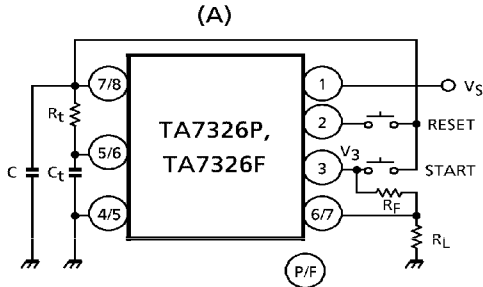 (A)
7/8
1
VS
Rt
TA7326P,
TA7326F
2
RESET
5/6
V3
C
Ct
3
START
RF
4/5
6/7
RL
P/F